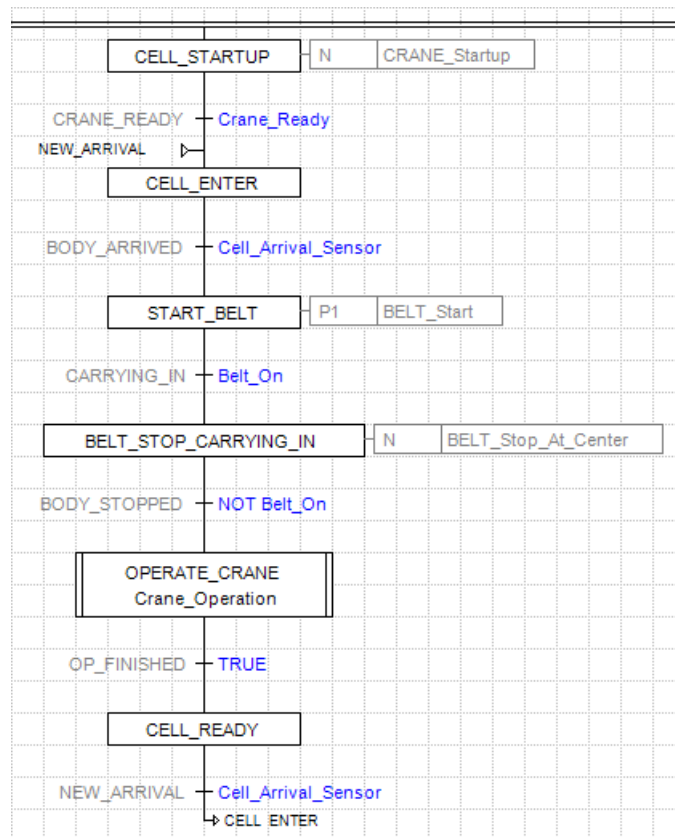 CELL_STARTUP N CRANE_Startup
CRANE_READY Crane_Ready
NEW_ARRIVAL
CELL_ENTER
BODY_ARRIVED Cell_Arrival_Sensor
START_BELT P1 BELT_Start
CARRYING_IN Belt_On
BELT_STOP_CARRYING_IN N BELT_Stop_At_Center
BODY_STOPPED NOT Belt_On
OPERATE_CRANE
Crane_Operation
OP_FINISHED TRUE
CELL_READY
NEW_ARRIVAL Cell_Arrival_Sensor
CELL_ENTER